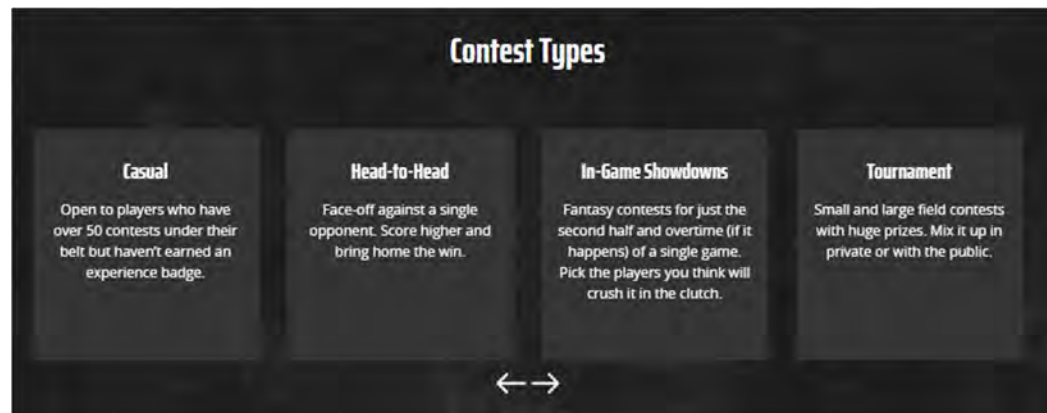 Contest Types
Casual
Open to players who have
over 50 contests under their
belt but haven't earned an
experience badge.
Head-to-Head
Face-off against a single
opponent. Score higher and
bring home the win.
In-Game Showdowns
Fantasy contests for just the
second half and overtime (if it
happens) of a single game.
Pick the players you think will
crush it in the clutch.
Tournament
Small and large field contests
with huge prizes. Mix it up in
private or with the public.